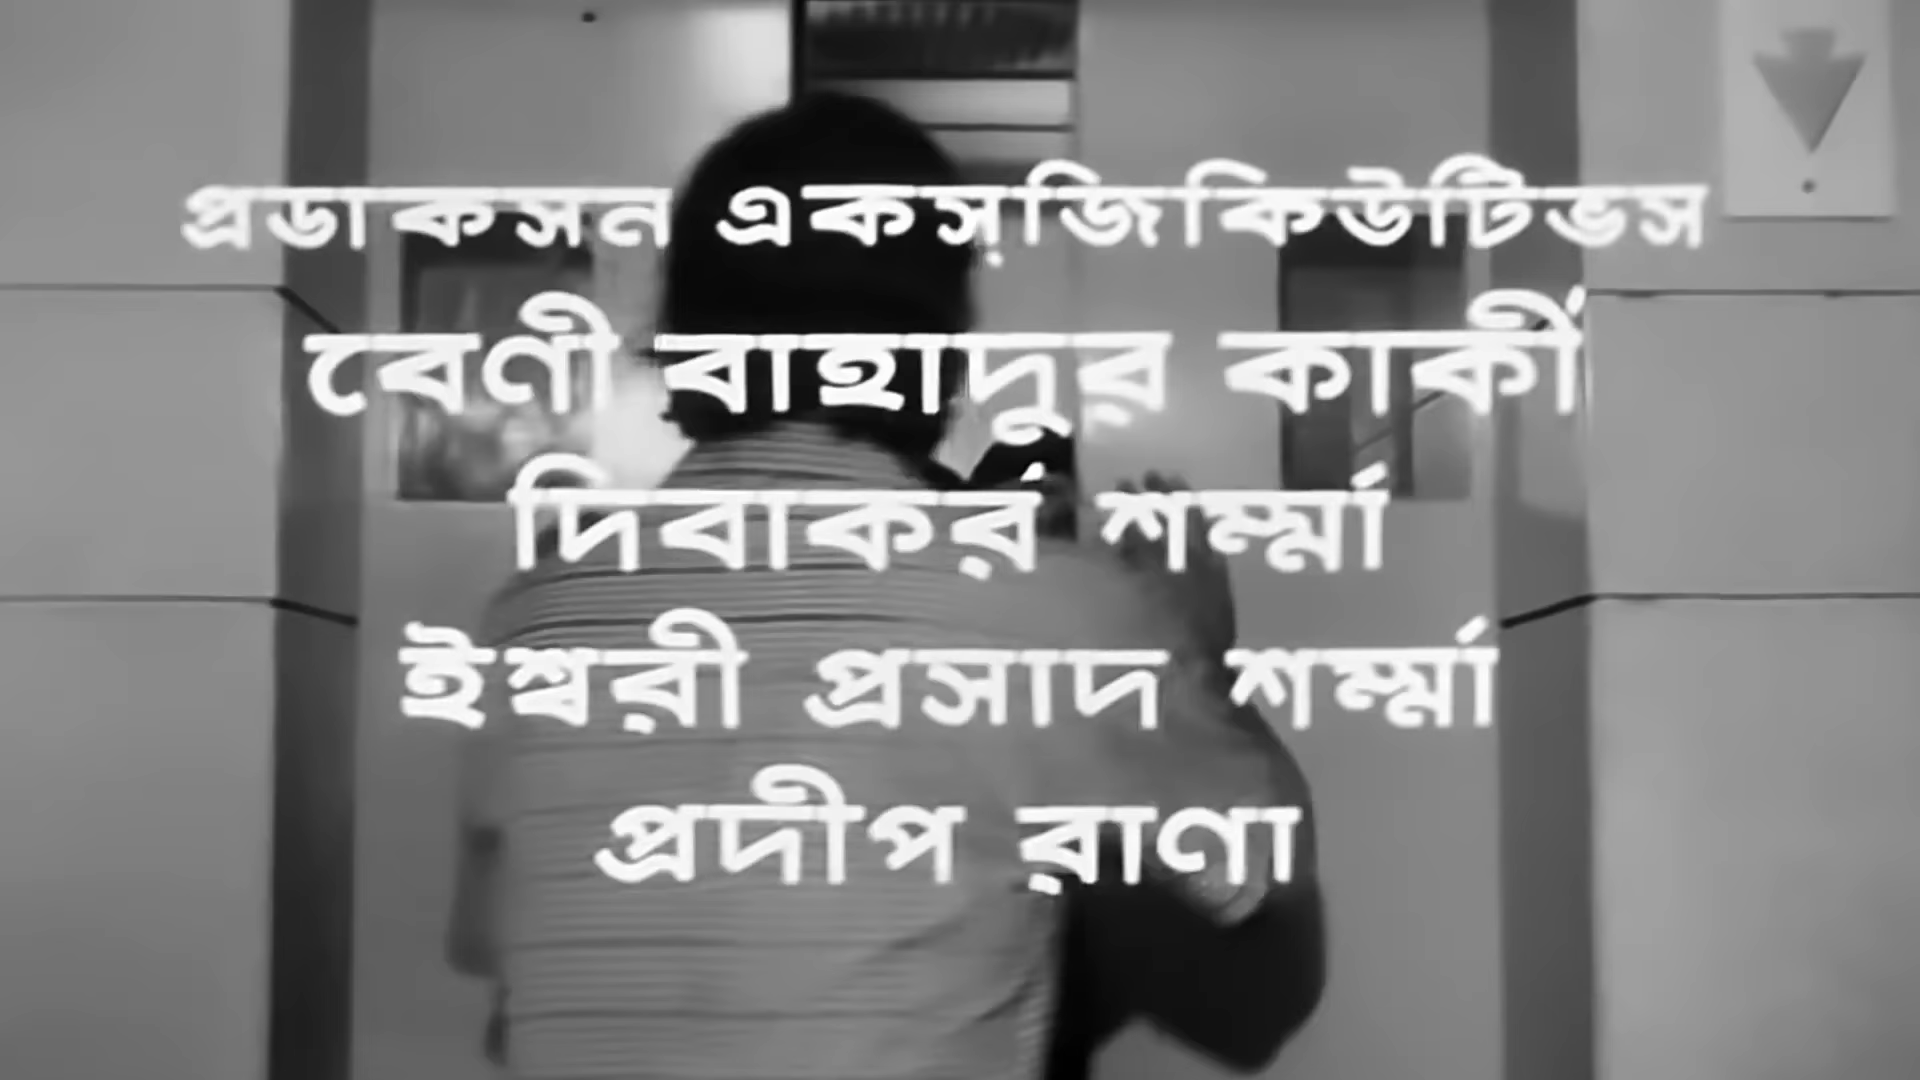 প্রডাকসন একস্জিকিউটিভস
বেণী বাহাদুর কার্কী
দিবাকর শর্ম্মা
ইশ্বরী প্রসাদ শর্ম্মা
প্রদীপ রাণা